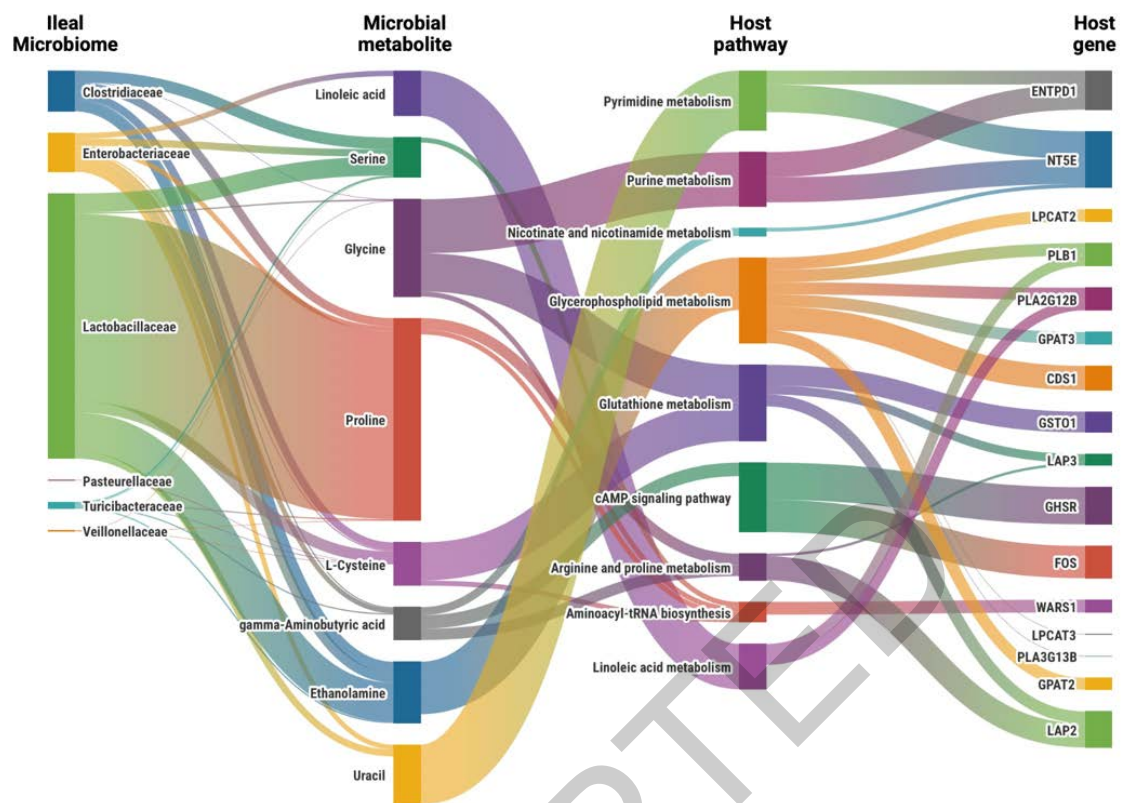 Ileal
Microbiome
Microbial
metabolite
Host
pathway
Host
gene
Clostridiaceae
Enterobacteriaceae
Lactobacillaceae
Pasteurellaceae
Turicibacteraceae
Veillonellaceae
Linoleic acid
Serine
Glycine
Proline
L-Cysteine
gamma-Aminobutyric acid
Ethanolamine
Uracil
Pyrimidine metabolism
Purine metabolism
Nicotinate and nicotinamide metabolism
Glycerophospholipid metabolism
Glutathione metabolism
cAMP signaling pathway
Arginine and proline metabolism
Aminoacyl-tRNA biosynthesis
Linoleic acid metabolism
ENTPD1
NT5E
LPCAT2
PLB1
PLA2G12B
GPAT3
CDS1
GSTO1
LAP3
GHSR
FOS
WARS1
LPCAT3
PLA3G13B
GPAT2
LAP2
PTED